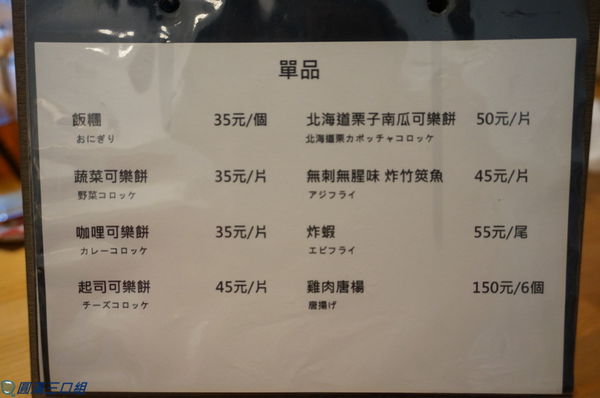 單品
飯糰 35元/個
おにぎり
蔬菜可樂餅 35元/片
野菜コロッケ
咖哩可樂餅 35元/片
カレーコロッケ
起司可樂餅 45元/片
チーズコロッケ
北海道栗子南瓜可樂餅 50元/片
北海道栗カボッチャコロッケ
無刺無腥味 炸竹筴魚 45元/片
アジフライ
炸蝦 55元/尾
エビフライ
雞肉唐楊 150元/6個
唐揚げ
圓滿三口組